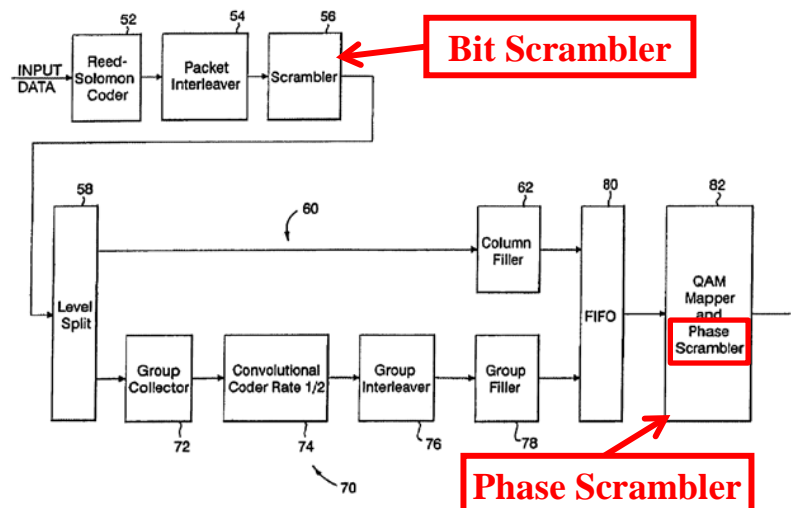 52
54
56
Bit Scrambler
INPUT
DATA
Reed-
Solomon
Coder
Packet
Interleaver
Scrambler
58
60
62
80
82
Level
Split
Column
Filler
FIFO
QAM
Mapper
and
Phase
Scrambler
Group
Collector
Convolutional
Coder Rate 1/2
Group
Interleaver
Group
Filler
72
74
76
78
70
Phase Scrambler